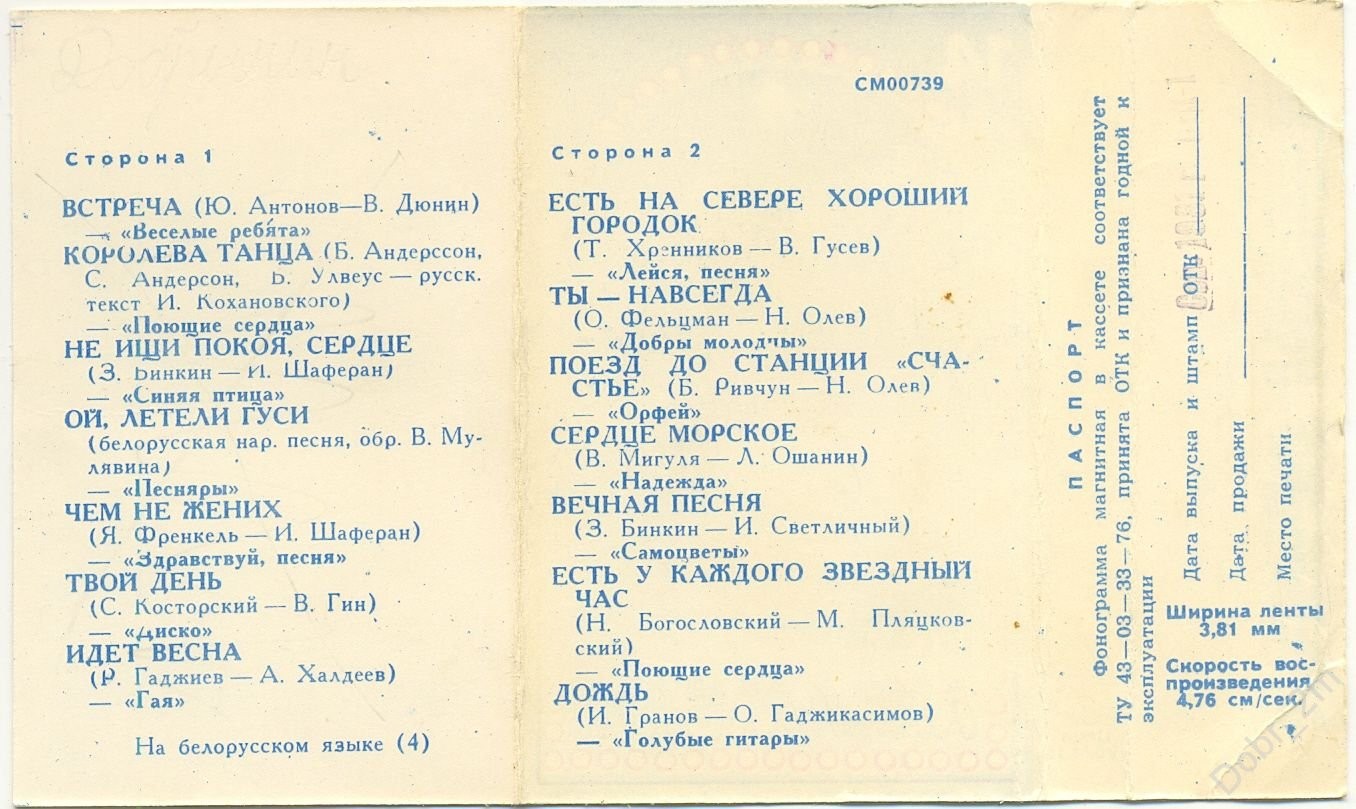 Сторона 1
ВСТРЕЧА (Ю. Антонов—В. Дюнин)
— «Веселые ребята»
КОРОЛЕВА ТАНЦА (Б. Андерссон,
С. Андерсон, Б. Улвеус — русск.
текст И. Кохановского)
— «Поющие сердца»
НЕ ИЩИ ПОКОЯ, СЕРДЦЕ
(З. Бинкин — И. Шаферан)
— «Синяя птица»
ОЙ, ЛЕТЕЛИ ГУСИ
(белорусская нар. песня, обр. В. Му-
лявина)
— «Песняры»
ЧЕМ НЕ ЖЕНИХ
(Я. Френкель — И. Шаферан)
— «Здравствуй, песня»
ТВОЙ ДЕНЬ
(С. Косторский — В. Гин)
— «Диско»
ИДЕТ ВЕСНА
(Р. Гаджиев — А. Халдеев)
— «Гая»
На белорусском языке (4)
СМ00739
Сторона 2
ЕСТЬ НА СЕВЕРЕ ХОРОШИЙ
ГОРОДОК
(Т. Хренников — В. Гусев)
— «Лейся, песня»
ТЫ — НАВСЕГДА
(О. Фельцман — Н. Олев)
— «Добры молодцы»
ПОЕЗД ДО СТАНЦИИ «СЧА-
СТЬЕ» (Б. Ривчун — Н. Олев)
— «Орфей»
СЕРДЦЕ МОРСКОЕ
(В. Мигуля — Л. Ошанин)
— «Надежда»
ВЕЧНАЯ ПЕСНЯ
(З. Бинкин — И. Светличный)
— «Самоцветы»
ЕСТЬ У КАЖДОГО ЗВЕЗДНЫЙ
ЧАС
(Н. Богословский — М. Пляцков-
ский)
— «Поющие сердца»
ДОЖДЬ
(И. Гранов — О. Гаджикасимов)
— «Голубые гитары»
ПАСПОРТ
Фонограмма магнитная в кассете соответствует
ТУ 43—03—33—76, принята ОТК и признана годной к
эксплуатации
Дата выпуска и штамп ОТК
Дата продажи
Место печати
Ширина ленты
3,81 мм
Скорость вос-
произведения
4,76 см/сек.